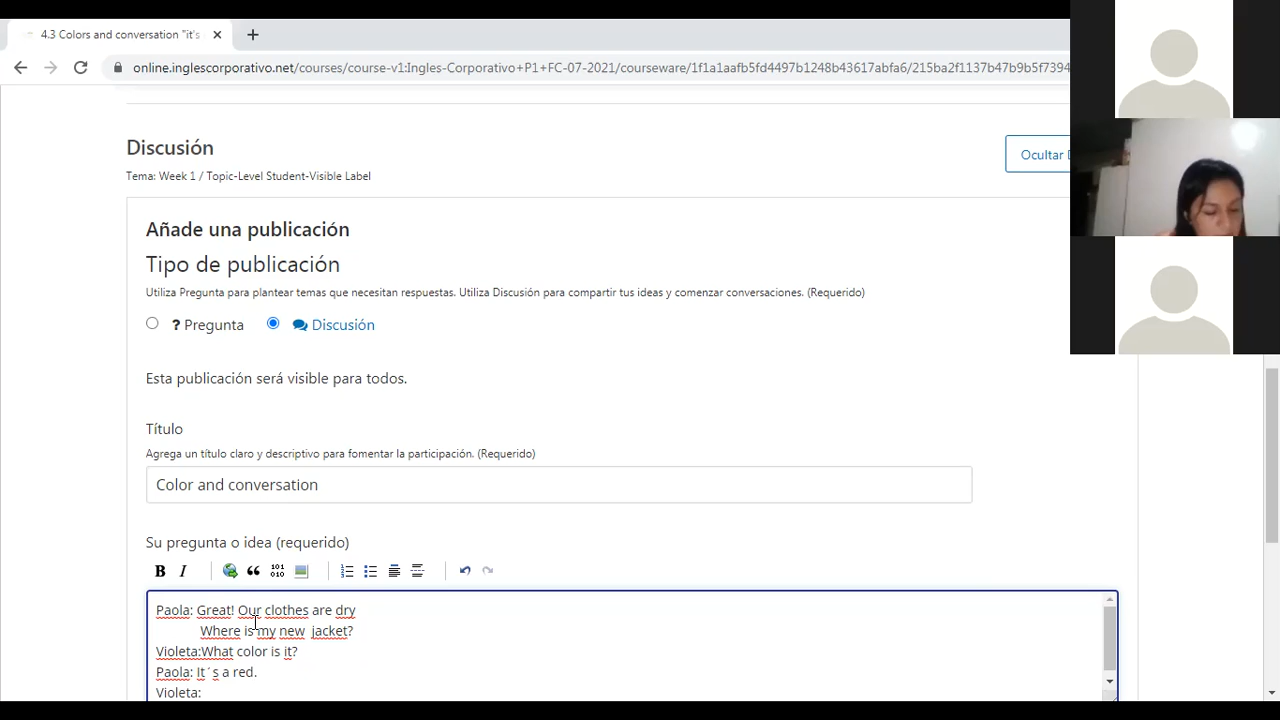 4.3 Colors and conversation "it's
online.inglescorporativo.net/courses/course-v1:Ingles-Corporativo+P1+FC-07-2021/courseware/1f1a1aafb5fd4497b1248b43617abfa6/215ba2f1137b47b9b5f7394
Discusión
Ocultar D
Tema: Week 1 / Topic-Level Student-Visible Label
Añade una publicación
Tipo de publicación
Utiliza Pregunta para plantear temas que necesitan respuestas. Utiliza Discusión para compartir tus ideas y comenzar conversaciones. (Requerido)
? Pregunta Discusión
Esta publicación será visible para todos.
Título
Agrega un título claro y descriptivo para fomentar la participación. (Requerido)
Color and conversation
Su pregunta o idea (requerido)
B I
Paola: Great! Our clothes are dry
Where is my new jacket?
Violeta:What color is it?
Paola: It´s a red.
Violeta: